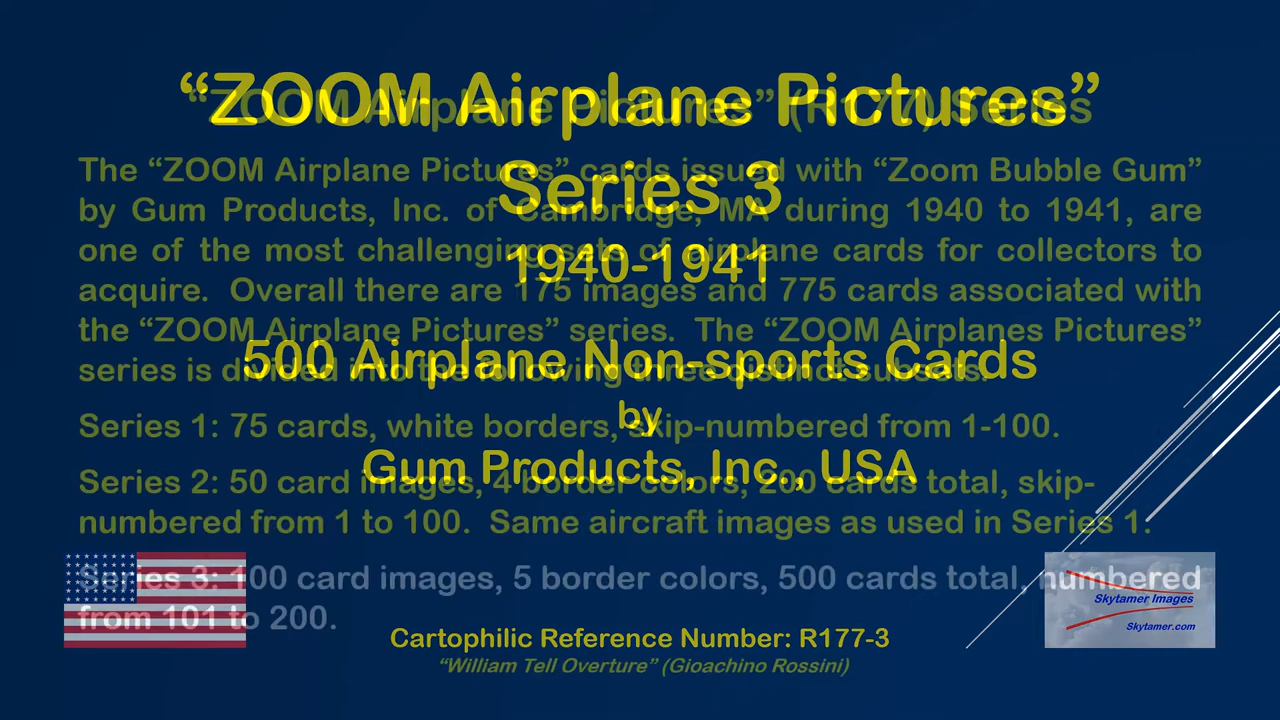 “ZOOM Airplane Pictures”
Series 3
1940-1941
500 Airplane Non-sports Cards
by
Gum Products, Inc., USA
Cartophilic Reference Number: R177-3
“William Tell Overture” (Gioachino Rossini)
“ZOOM Airplane Pictures” (R177) Series
The “ZOOM Airplane Pictures” cards issued with “Zoom Bubble Gum”
by Gum Products, Inc. of Cambridge, MA during 1940 to 1941, are
one of the most challenging sets of airplane cards for collectors to
acquire. Overall there are 175 images and 775 cards associated with
the “ZOOM Airplane Pictures” series. The “ZOOM Airplanes Pictures”
series is divided into the following three distinct subsets:
Series 1: 75 cards, white borders, skip-numbered from 1-100.
Series 2: 50 card images, 4 border colors, 200 cards total, skip-
numbered from 1 to 100. Same aircraft images as used in Series 1.
Series 3: 100 card images, 5 border colors, 500 cards total, numbered
from 101 to 200.
Skytamer Images
Skytamer.com